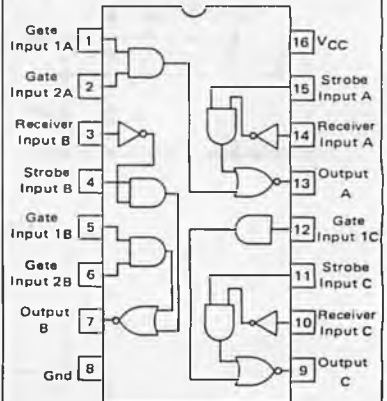 Gate
Input 1A
1
Gate
Input 2A
2
Receiver
Input B
3
Strobe
Input B
4
Gate
Input 1B
5
Gate
Input 2B
6
Output
B
7
Gnd
8
16
VCC
15
Strobe
Input A
14
Receiver
Input A
13
Output
A
12
Gate
Input 1C
11
Strobe
Input C
10
Receiver
Input C
9
Output
C